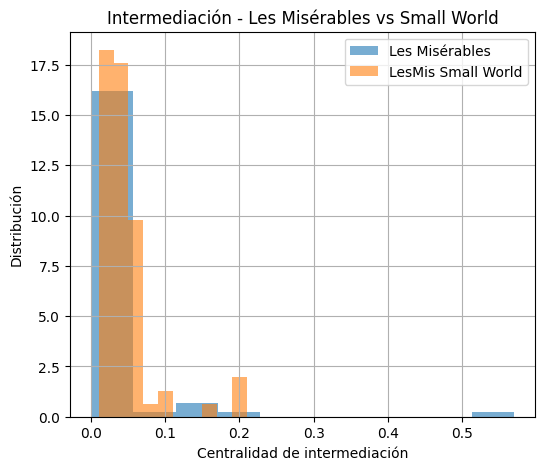 Intermediación - Les Misérables vs Small World
Les Misérables
LesMis Small World
17.5
15.0
12.5
10.0
7.5
5.0
2.5
0.0
Distribución
0.0 0.1 0.2 0.3 0.4 0.5
Centralidad de intermediación